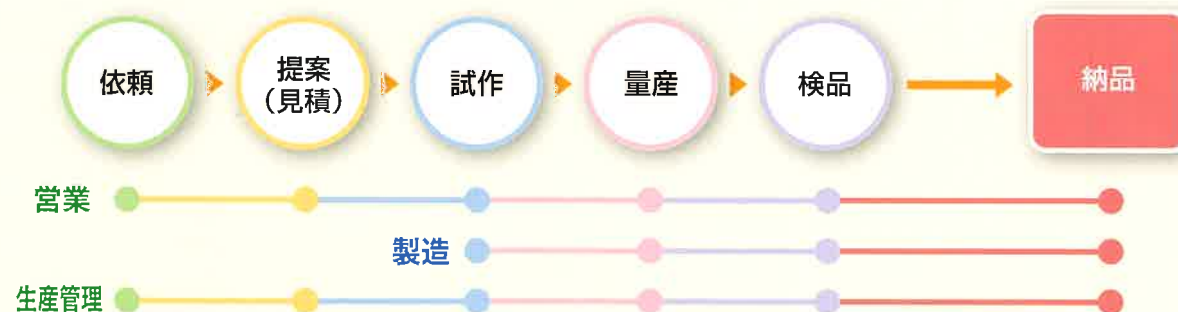 依頼
提案
（見積）
試作
量産
検品
納品
営業
製造
生産管理